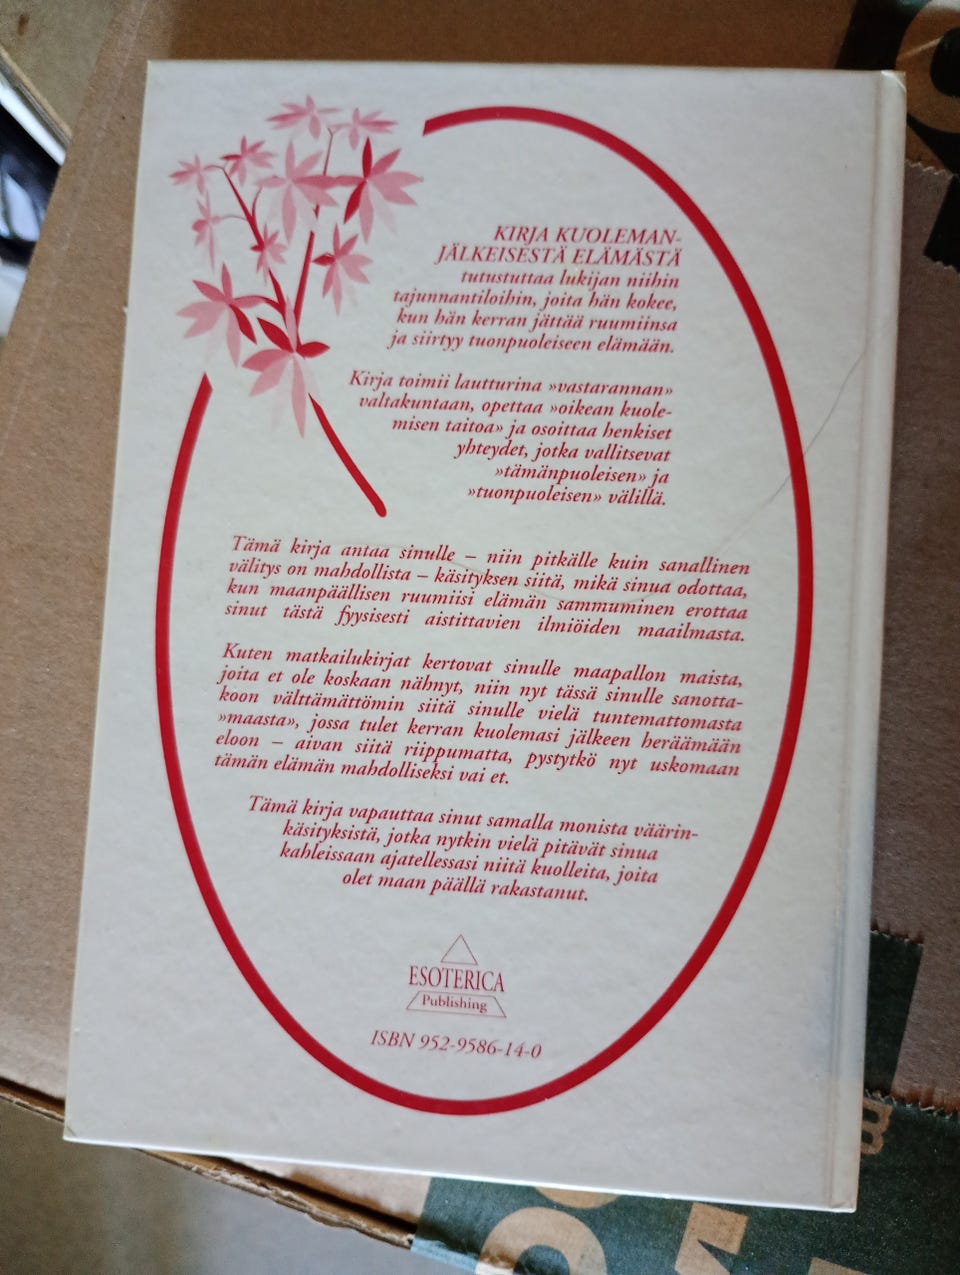 KIRJA KUOLEMAN-
JÄLKEISESTÄ ELÄMÄSTÄ
tutustuttaa lukijan niihin
tajunnantiloihin, joita hän kokee,
kun hän kerran jättää ruumiinsa
ja siirtyy tuonpuoleiseen elämään.
Kirja toimii lautturina »vastarannan»
valtakuntaan, opettaa »oikean kuole-
misen taitoa» ja osoittaa henkiset
yhteydet, jotka vallitsevat
»tämänpuoleisen» ja
»tuonpuoleisen» välillä.
Tämä kirja antaa sinulle – niin pitkälle kuin sanallinen
välitys on mahdollista – käsityksen siitä, mikä sinua odottaa,
kun maanpäällisen ruumiisi elämän sammuminen erottaa
sinut tästä fyysisesti aistittavien ilmiöiden maailmasta.
Kuten matkailukirjat kertovat sinulle maapallon maista,
joita et ole koskaan nähnyt, niin nyt tässä sinulle sanotta-
koon välttämättömin siitä sinulle vielä tuntemattomasta
»maasta», jossa tulet kerran kuolemasi jälkeen heräämään
eloon – aivan siitä riippumatta, pystytkö nyt uskomaan
tämän elämän mahdolliseksi vai et.
Tämä kirja vapauttaa sinut samalla monista väärin-
käsityksistä, jotka nytkin vielä pitävät sinua
kahleissaan ajatellessasi niitä kuolleita, joita
olet maan päällä rakastanut.
ESOTERICA
Publishing
ISBN 952-9586-14-0